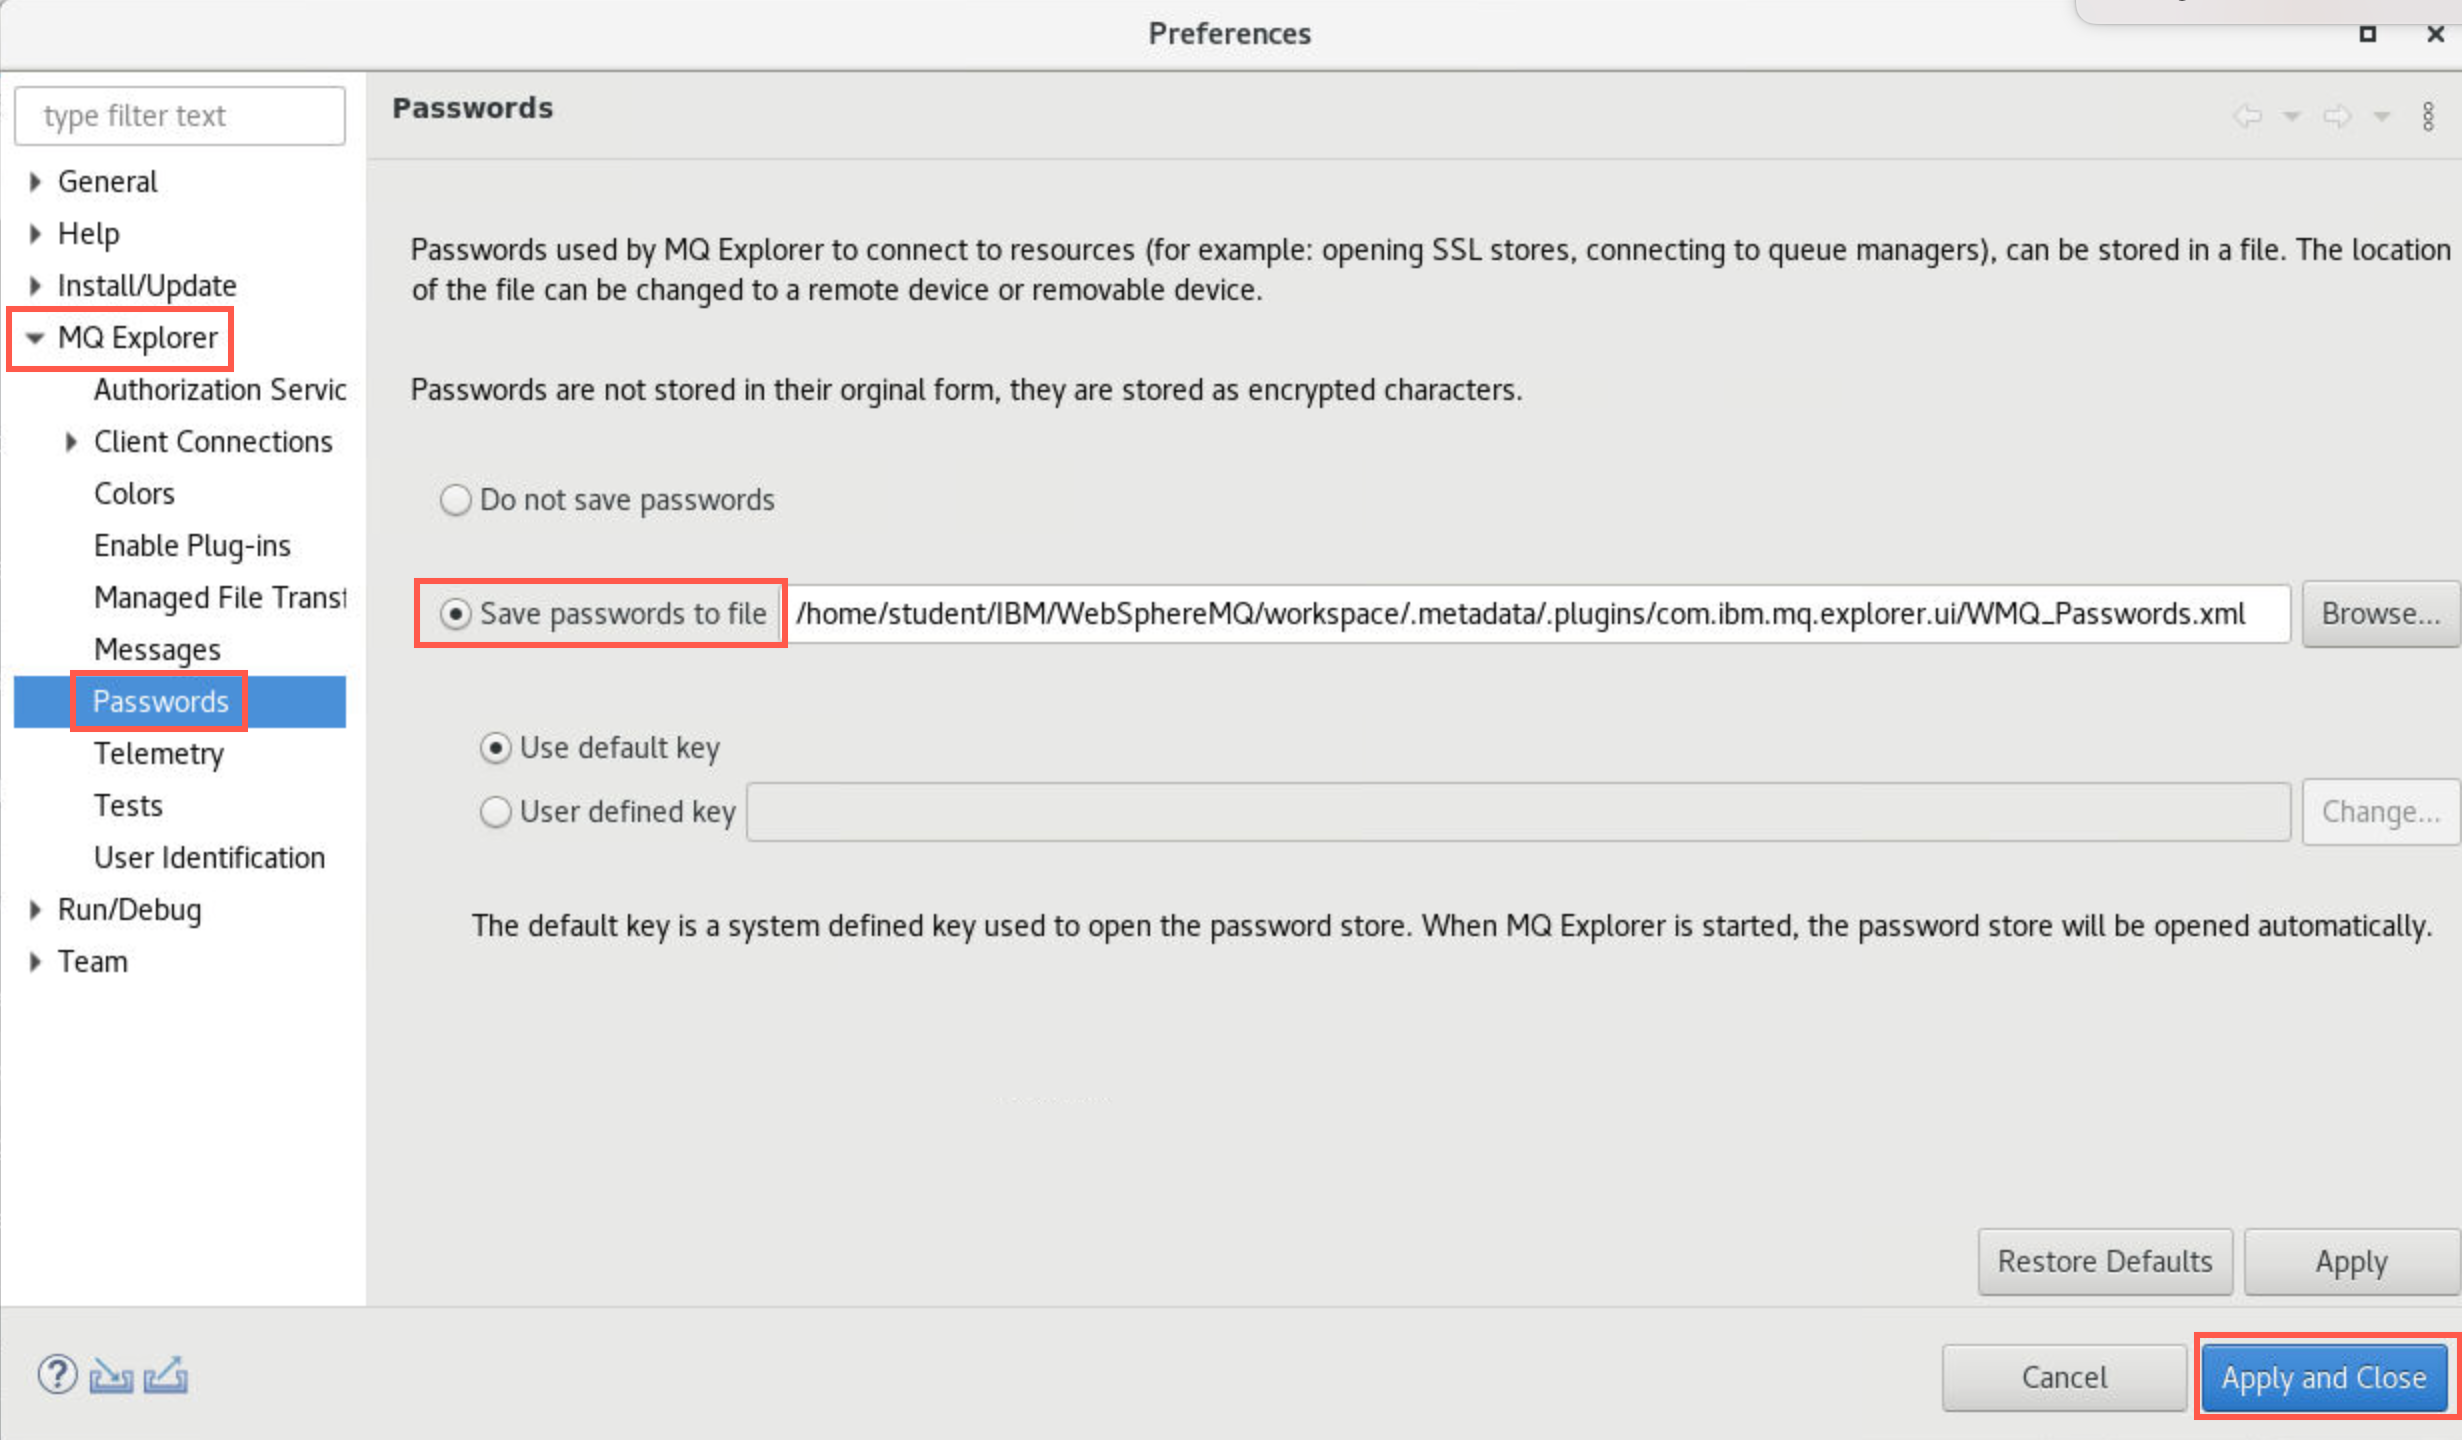 Preferences
type filter text
General
Help
Install/Update
MQ Explorer
Authorization Servic
Client Connections
Colors
Enable Plug-ins
Managed File Transf
Messages
Passwords
Telemetry
Tests
User Identification
Run/Debug
Team
Passwords
Passwords used by MQ Explorer to connect to resources (for example: opening SSL stores, connecting to queue managers), can be stored in a file. The location
of the file can be changed to a remote device or removable device.
Passwords are not stored in their orginal form, they are stored as encrypted characters.
Do not save passwords
Save passwords to file /home/student/IBM/WebSphereMQ/workspace/.metadata/.plugins/com.ibm.mq.explorer.ui/WMQ_Passwords.xml Browse...
Use default key
User defined key Change...
The default key is a system defined key used to open the password store. When MQ Explorer is started, the password store will be opened automatically.
Restore Defaults Apply
Cancel Apply and Close